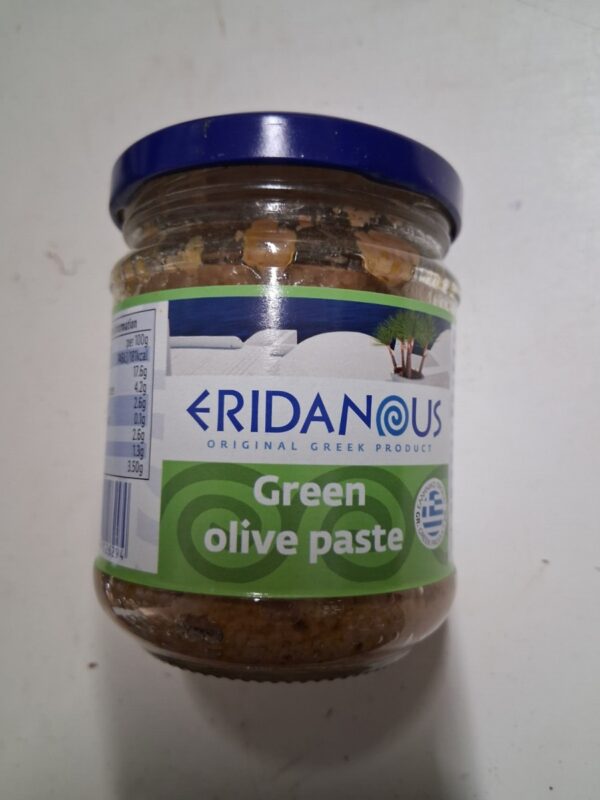 per 100g
181kcal
17.6g
4.2g
2.6g
0.1g
2.6g
1.3g
3.50g
ERIDANOUS
ORIGINAL GREEK PRODUCT
Green
olive paste